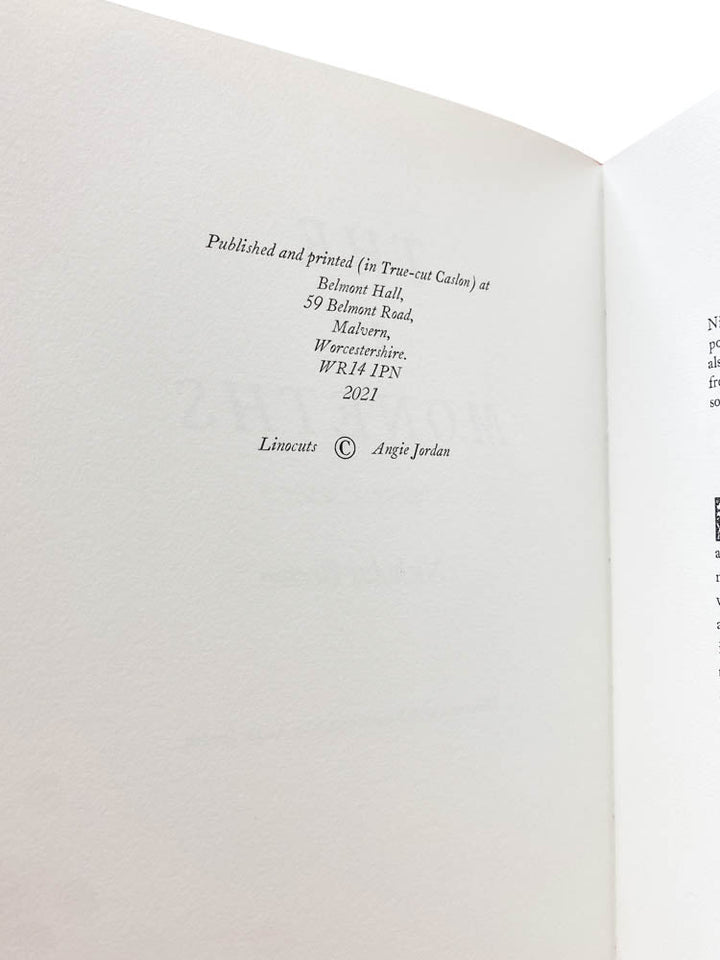 Published and printed (in True-cut Caslon) at
Belmont Hall,
59 Belmont Road,
Malvern,
Worcestershire.
WR14 1PN
2021
Linocuts © Angie Jordan